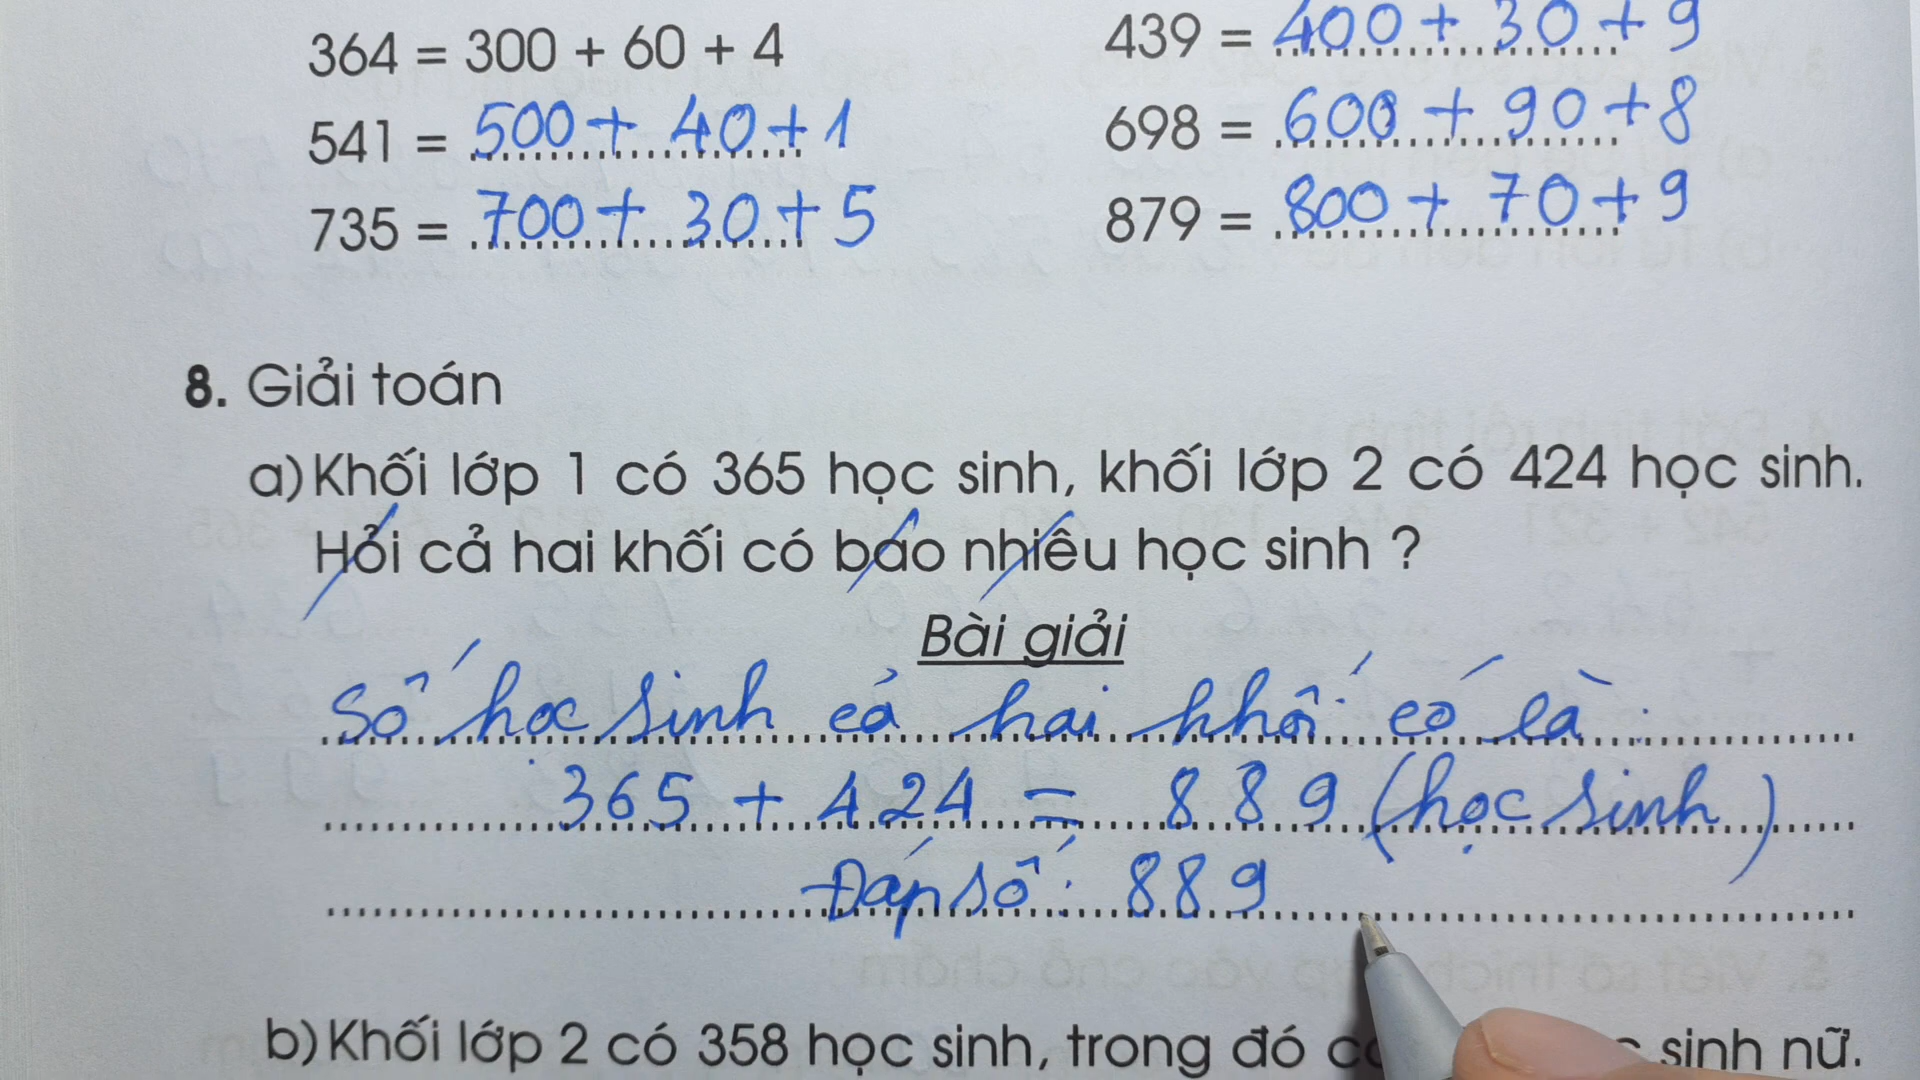 364 = 300 + 60 + 4
439 = 400 + 30 + 9
541 = 500 + 40 + 1
698 = 600 + 90 + 8
735 = 700 + 30 + 5
879 = 800 + 70 + 9
8. Giải toán
a) Khối lớp 1 có 365 học sinh, khối lớp 2 có 424 học sinh.
Hỏi cả hai khối có bao nhiêu học sinh ?
Bài giải
Số học sinh cả hai khối có là :
365 + 424 = 889 (học sinh)
Đáp số : 889
b) Khối lớp 2 có 358 học sinh, trong đó sinh nữ.